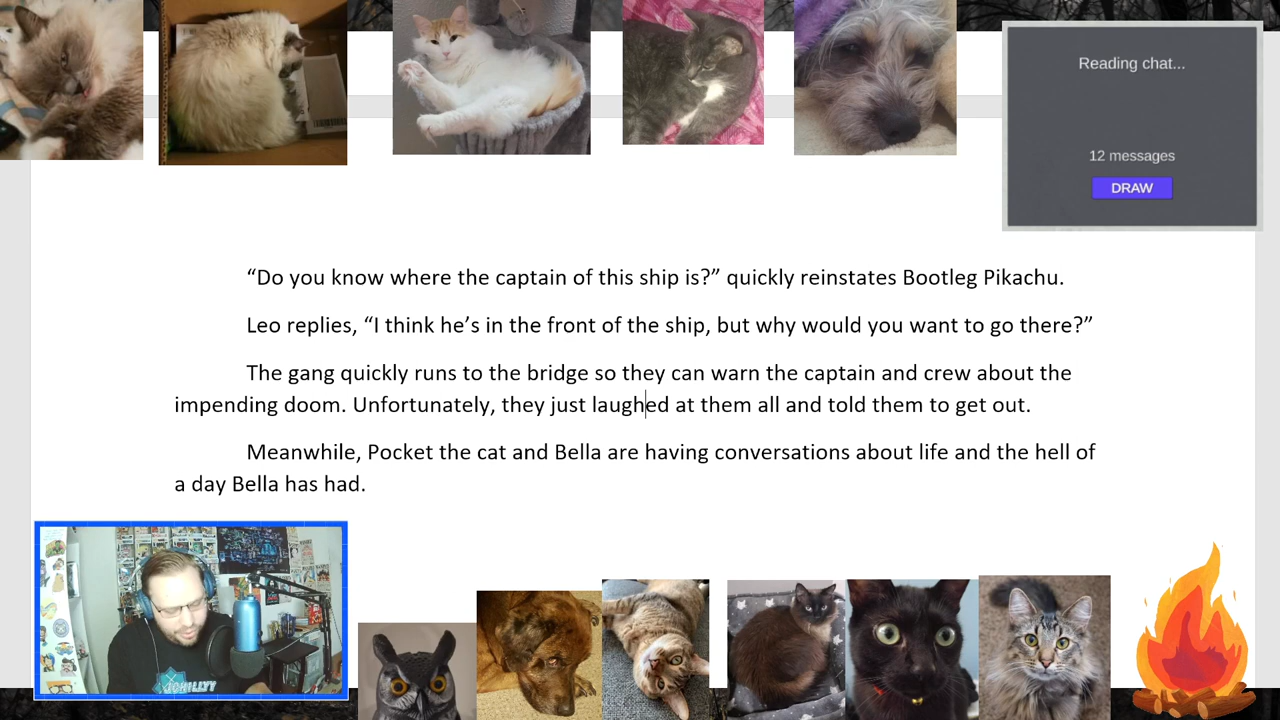 Reading chat...
12 messages
DRAW
“Do you know where the captain of this ship is?” quickly reinstates Bootleg Pikachu.
Leo replies, “I think he’s in the front of the ship, but why would you want to go there?”
The gang quickly runs to the bridge so they can warn the captain and crew about the
impending doom. Unfortunately, they just laughed at them all and told them to get out.
Meanwhile, Pocket the cat and Bella are having conversations about life and the hell of
a day Bella has had.